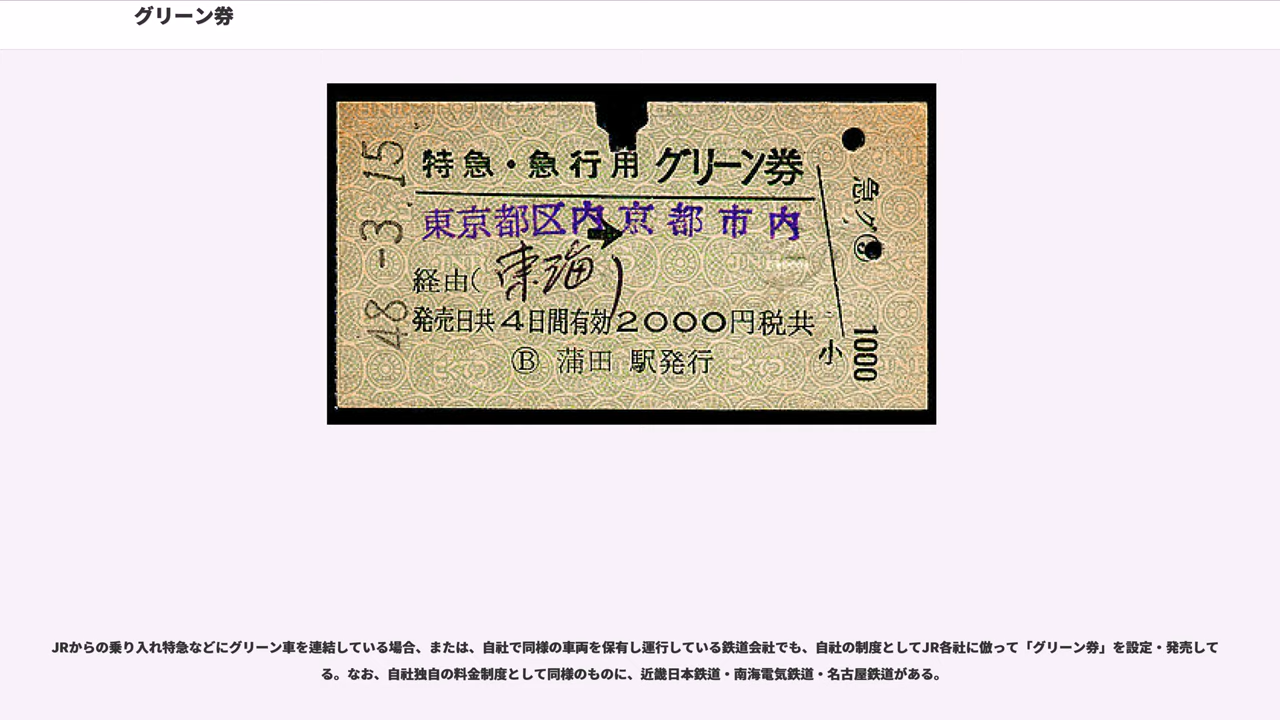 グリーン券
48-3.15
特急・急行用 グリーン券
東京都区内→京都市内
経由(東海)
発売日共4日間有効2000円税共
Ⓑ 蒲田 駅発行
小
急グ
1000
JRからの乗り入れ特急などにグリーン車を連結している場合、または、自社で同様の車両を保有し運行している鉄道会社でも、自社の制度としてJR各社に倣って「グリーン券」を設定・発売して
る。なお、自社独自の料金制度として同様のものに、近畿日本鉄道・南海電気鉄道・名古屋鉄道がある。